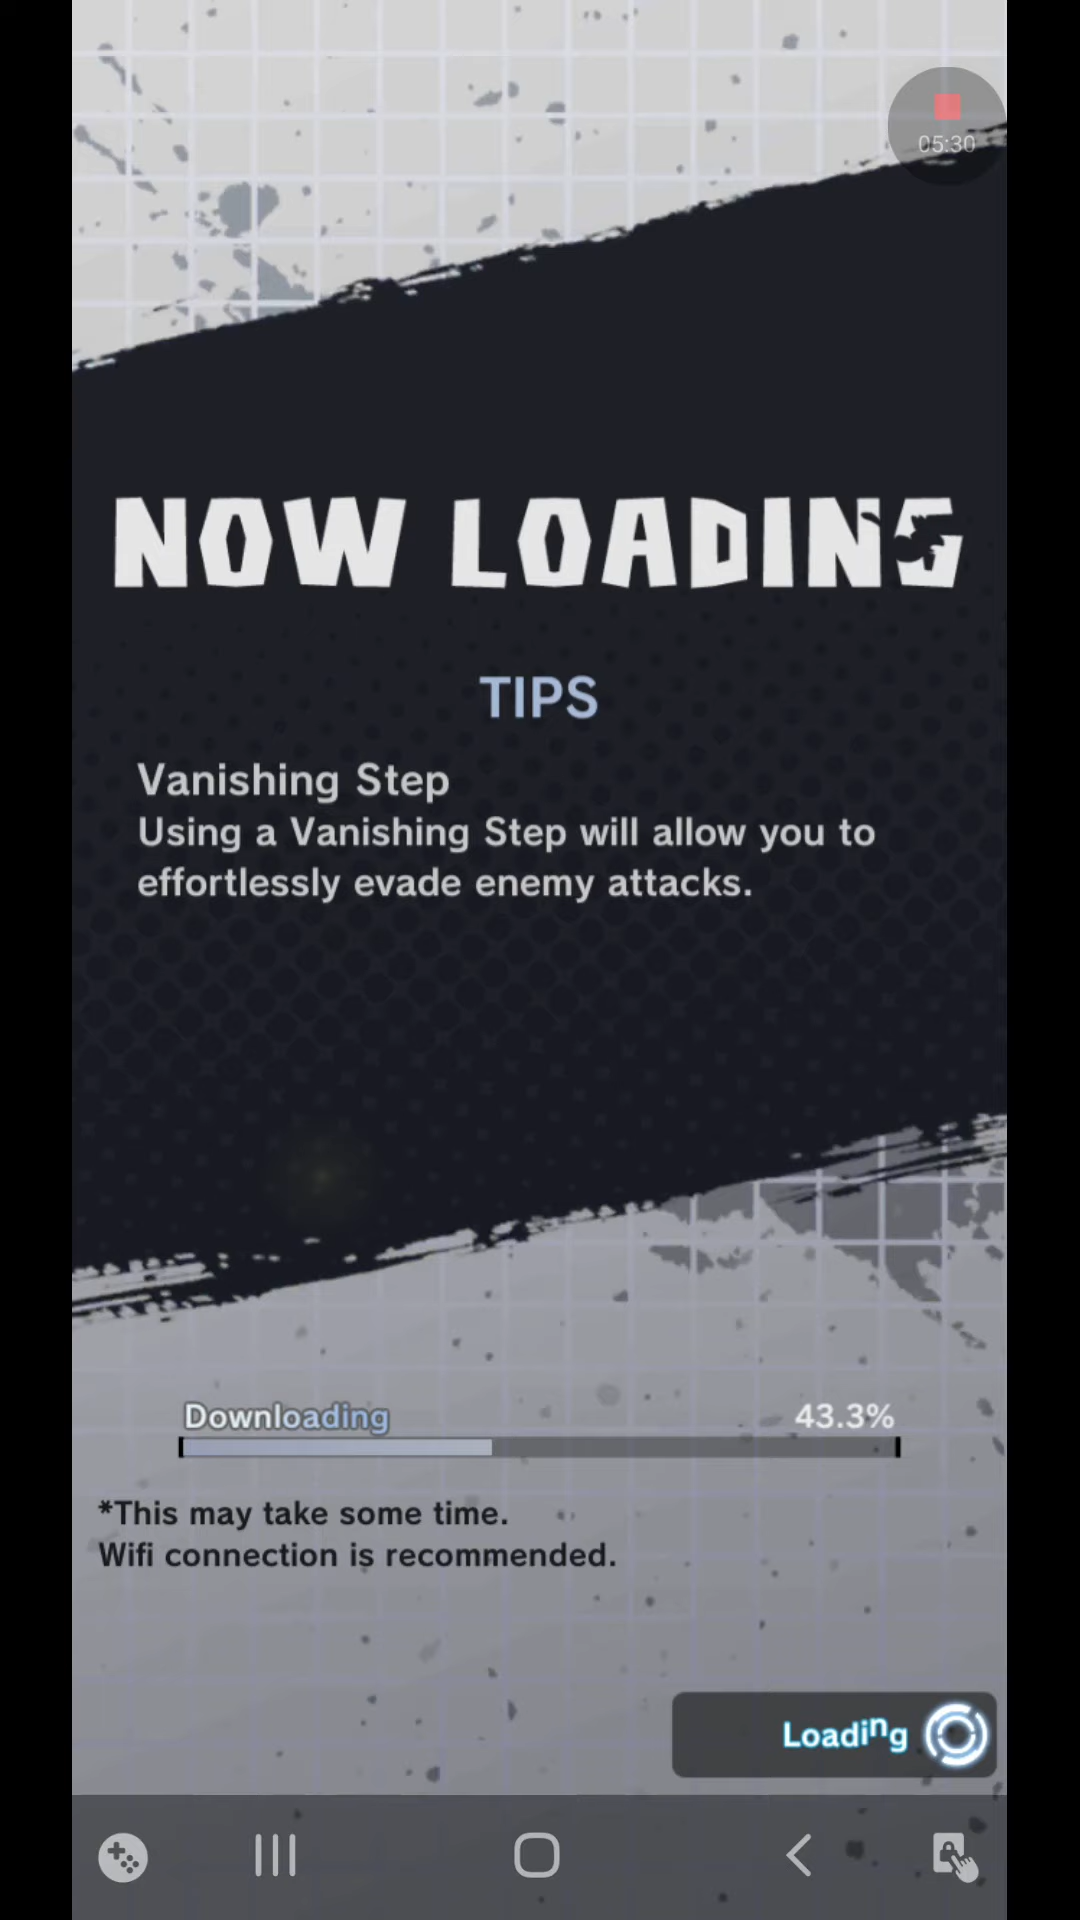 05:30
NOW LOADING
TIPS
Vanishing Step
Using a Vanishing Step will allow you to
effortlessly evade enemy attacks.
Downloading 43.3%
*This may take some time.
Wifi connection is recommended.
Loading